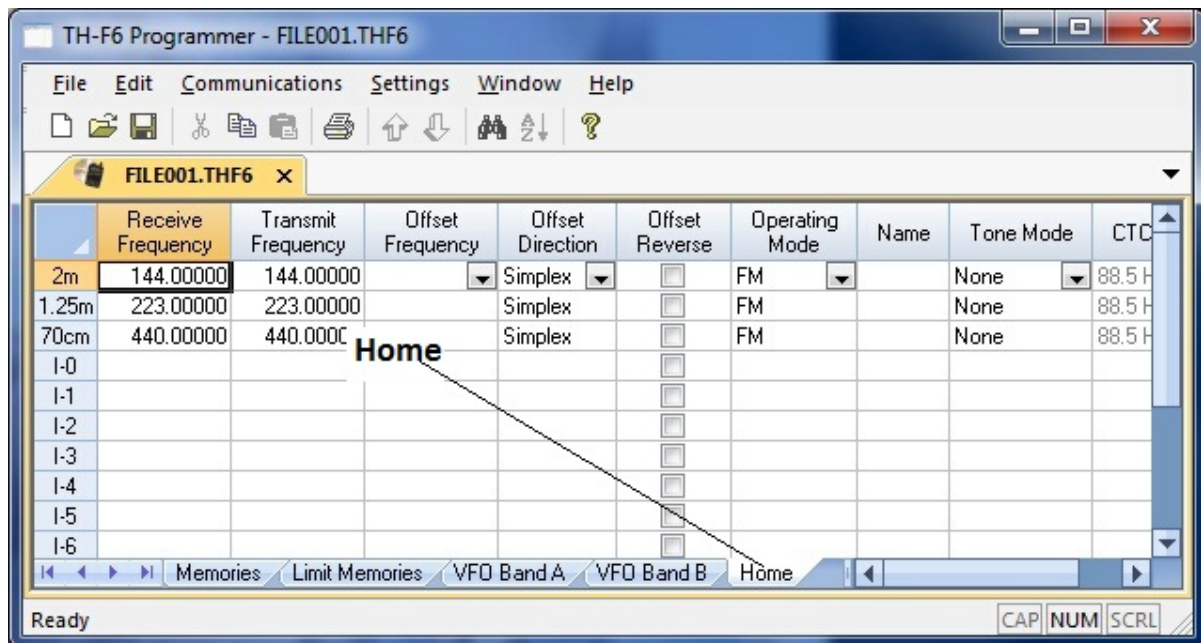 TH-F6 Programmer - FILE001.THF6
File Edit Communications Settings Window Help
FILE001.THF6
Receive Frequency Transmit Frequency Offset Frequency Offset Direction Offset Reverse Operating Mode Name Tone Mode CTC
2m 144.00000 144.00000 Simplex FM None 88.5 H
1.25m 223.00000 223.00000 Simplex FM None 88.5 H
70cm 440.00000 440.0000 Simplex FM None 88.5 H
Home
I-0
I-1
I-2
I-3
I-4
I-5
I-6
Memories Limit Memories VFO Band A VFO Band B Home
Ready CAP NUM SCRL